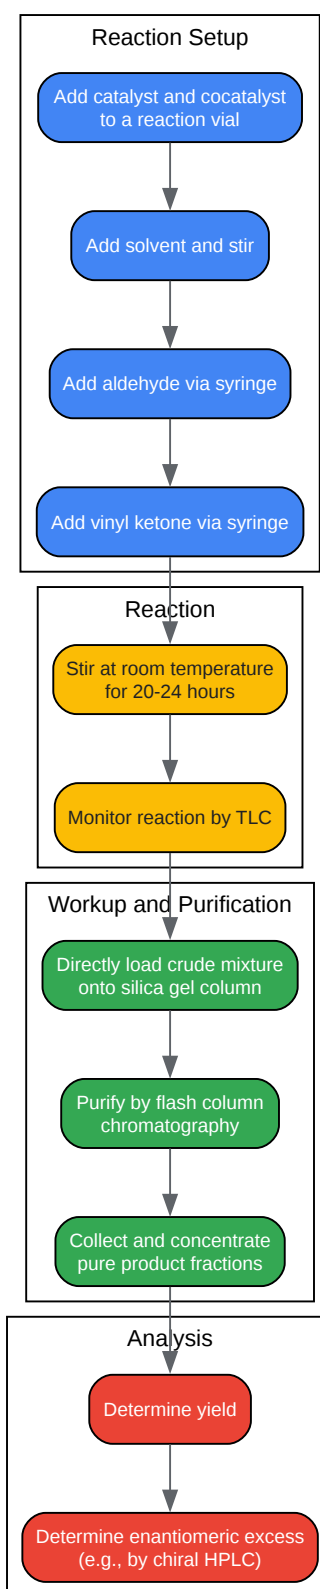 Reaction Setup
Add catalyst and cocatalyst
to a reaction vial
Add solvent and stir
Add aldehyde via syringe
Add vinyl ketone via syringe
Reaction
Stir at room temperature
for 20-24 hours
Monitor reaction by TLC
Workup and Purification
Directly load crude mixture
onto silica gel column
Purify by flash column
chromatography
Collect and concentrate
pure product fractions
Analysis
Determine yield
Determine enantiomeric excess
(e.g., by chiral HPLC)